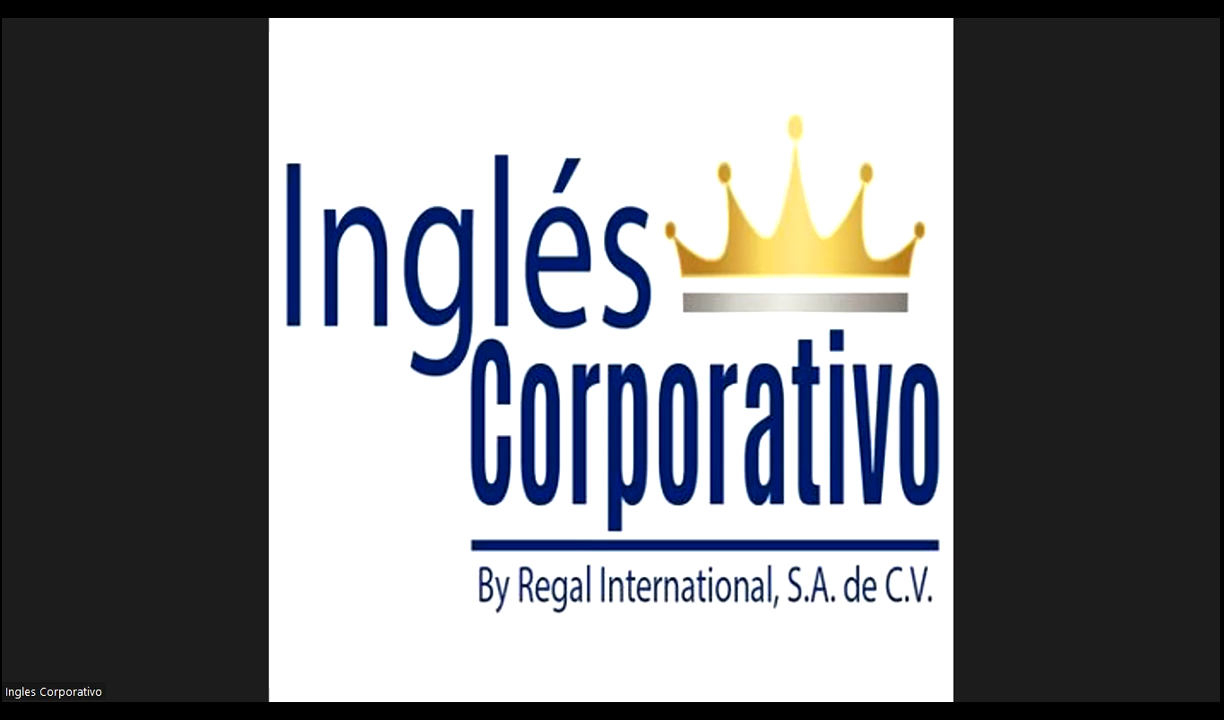 Inglés
Corporativo
By Regal International, S.A. de C.V.
Ingles Corporativo